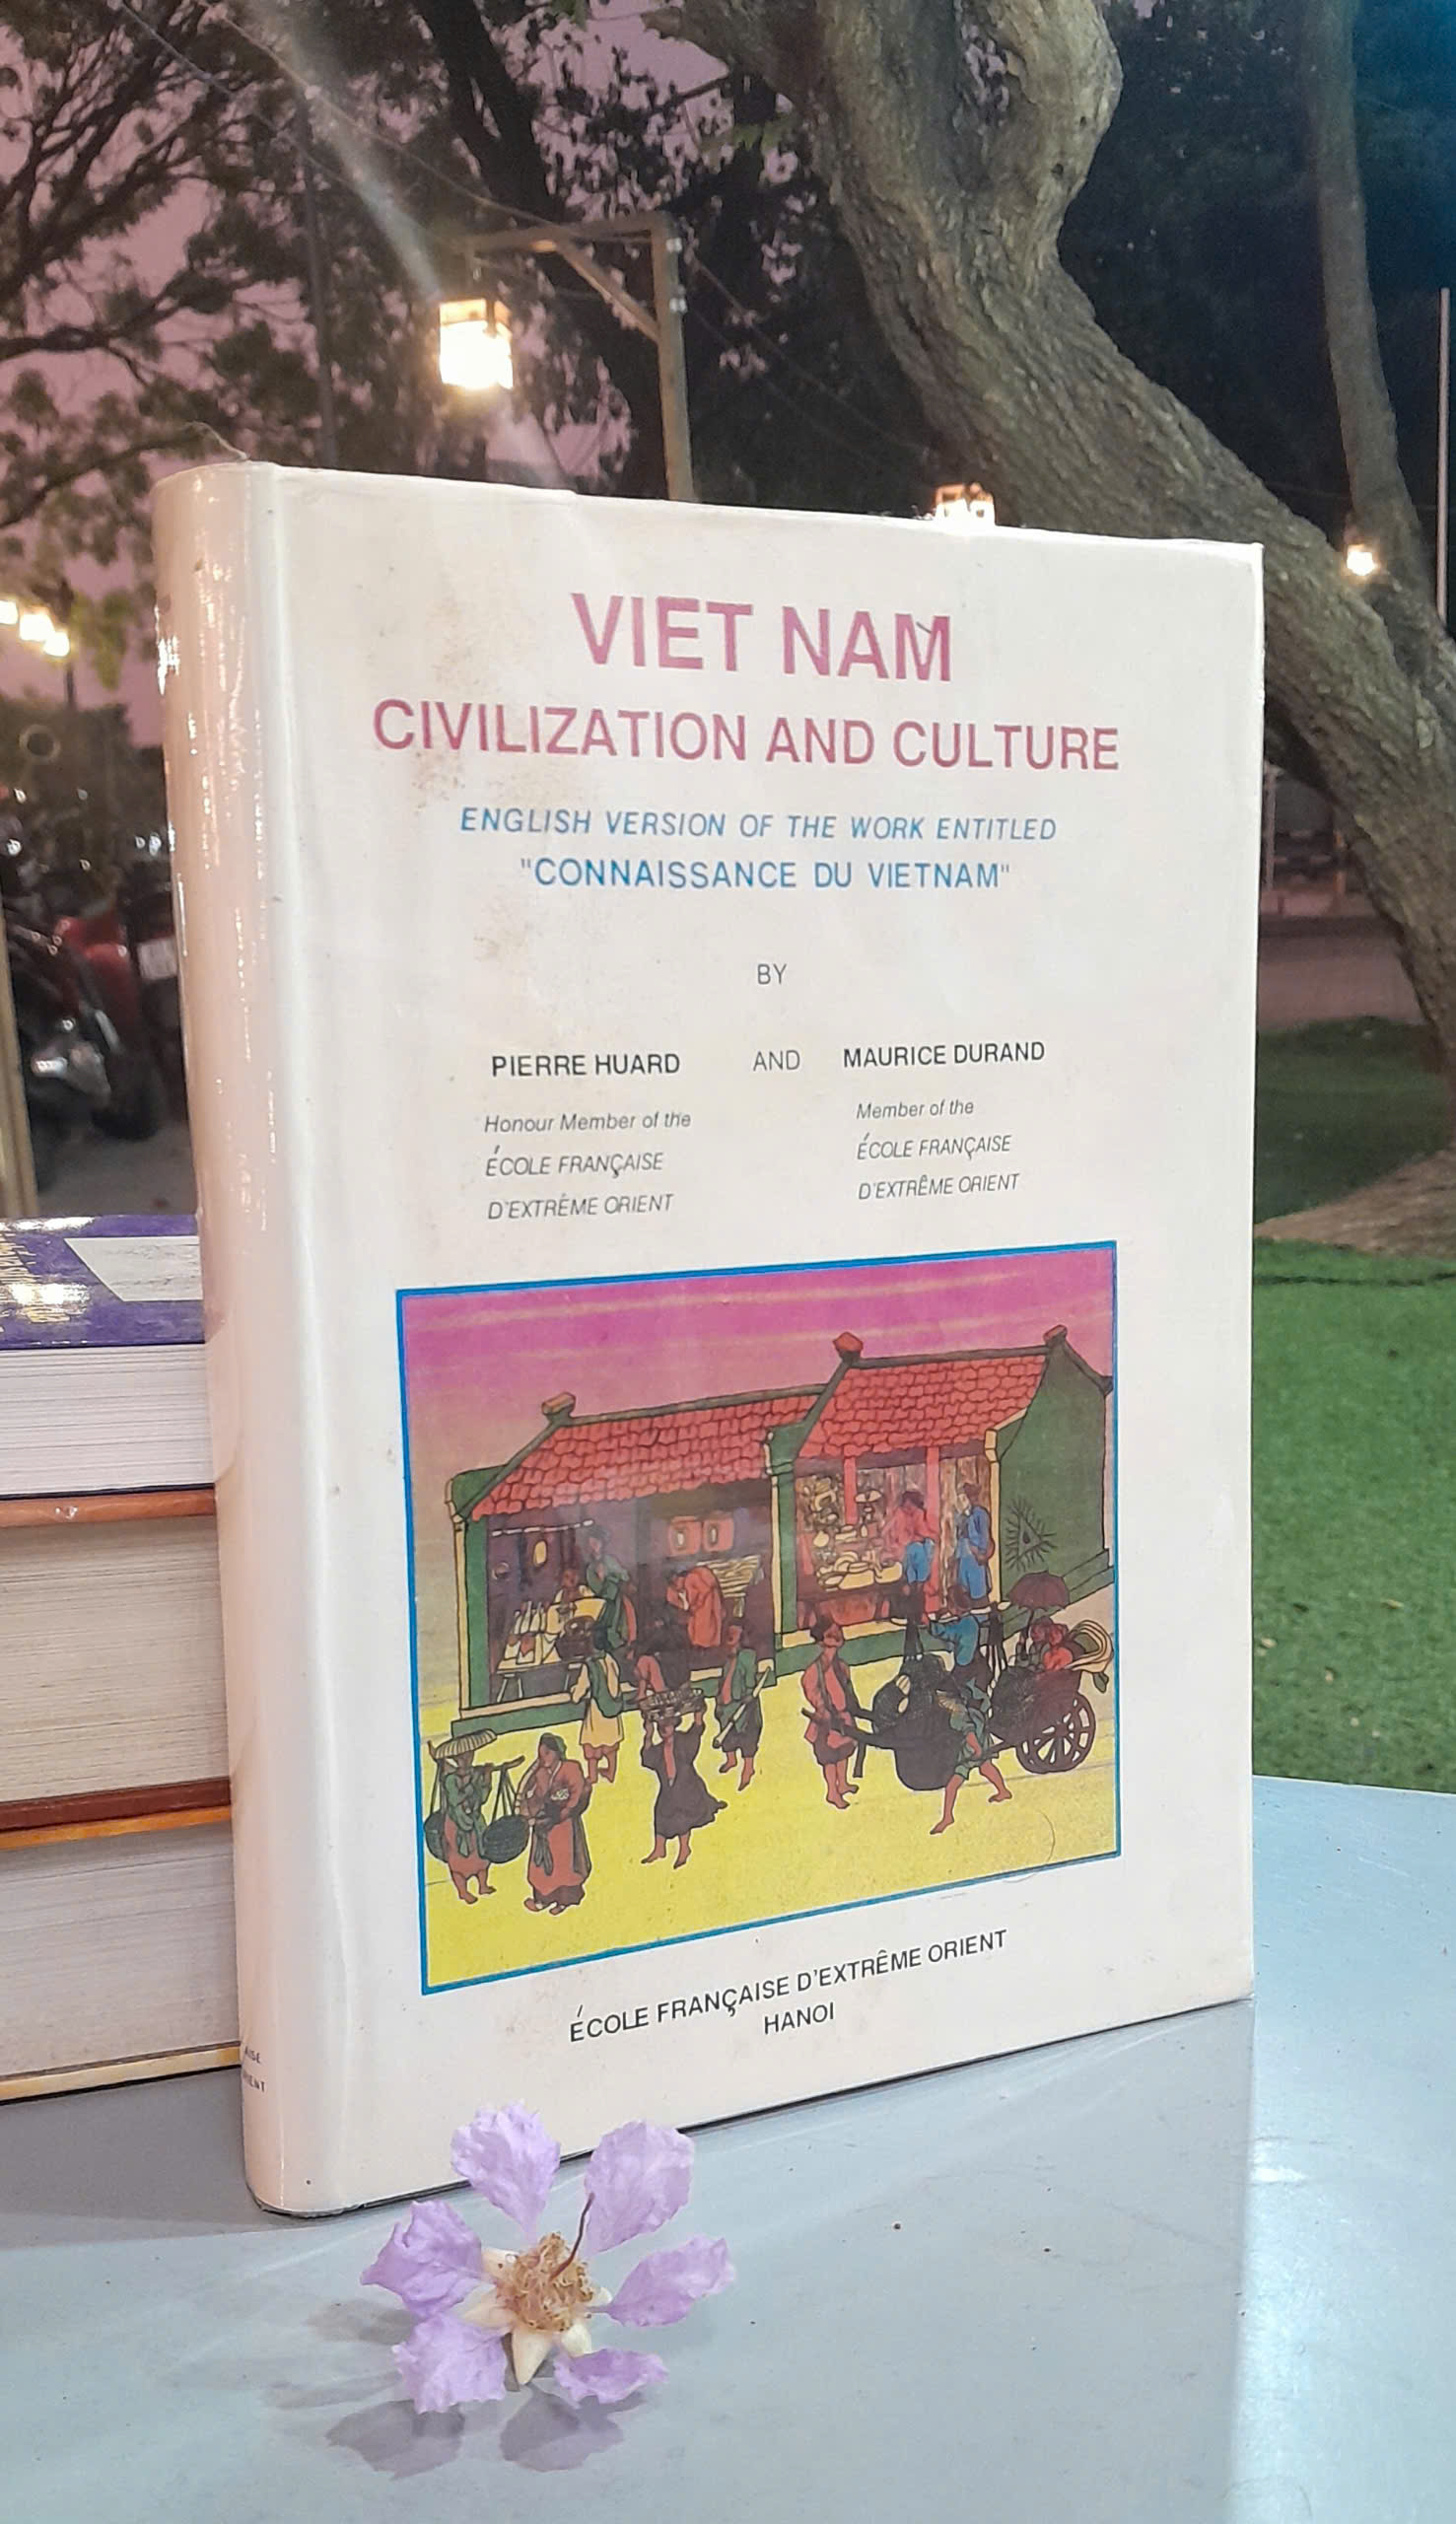 VIET NAM
CIVILIZATION AND CULTURE
ENGLISH VERSION OF THE WORK ENTITLED
"CONNAISSANCE DU VIETNAM"
BY
PIERRE HUARD AND MAURICE DURAND
Honour Member of the
ÉCOLE FRANÇAISE
D'EXTRÊME ORIENT
Member of the
ÉCOLE FRANÇAISE
D'EXTRÊME ORIENT
ÉCOLE FRANÇAISE D'EXTRÊME ORIENT
HANOI